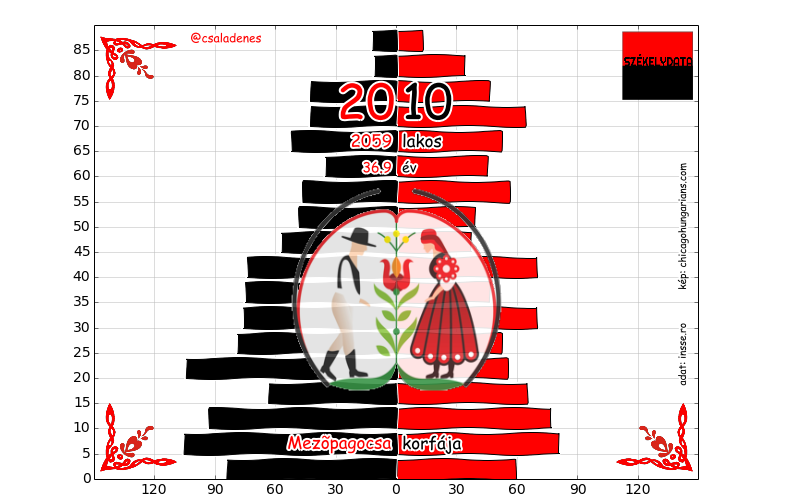 @csaladenes
SZÉKELYDATA
2010
2059 lakos
36.9 év
kép: chicagohungarians.com
adat: insse.ro
Mezõpagocsa korfája
85
80
75
70
65
60
55
50
45
40
35
30
25
20
15
10
5
0
120 90 60 30 0 30 60 90 120